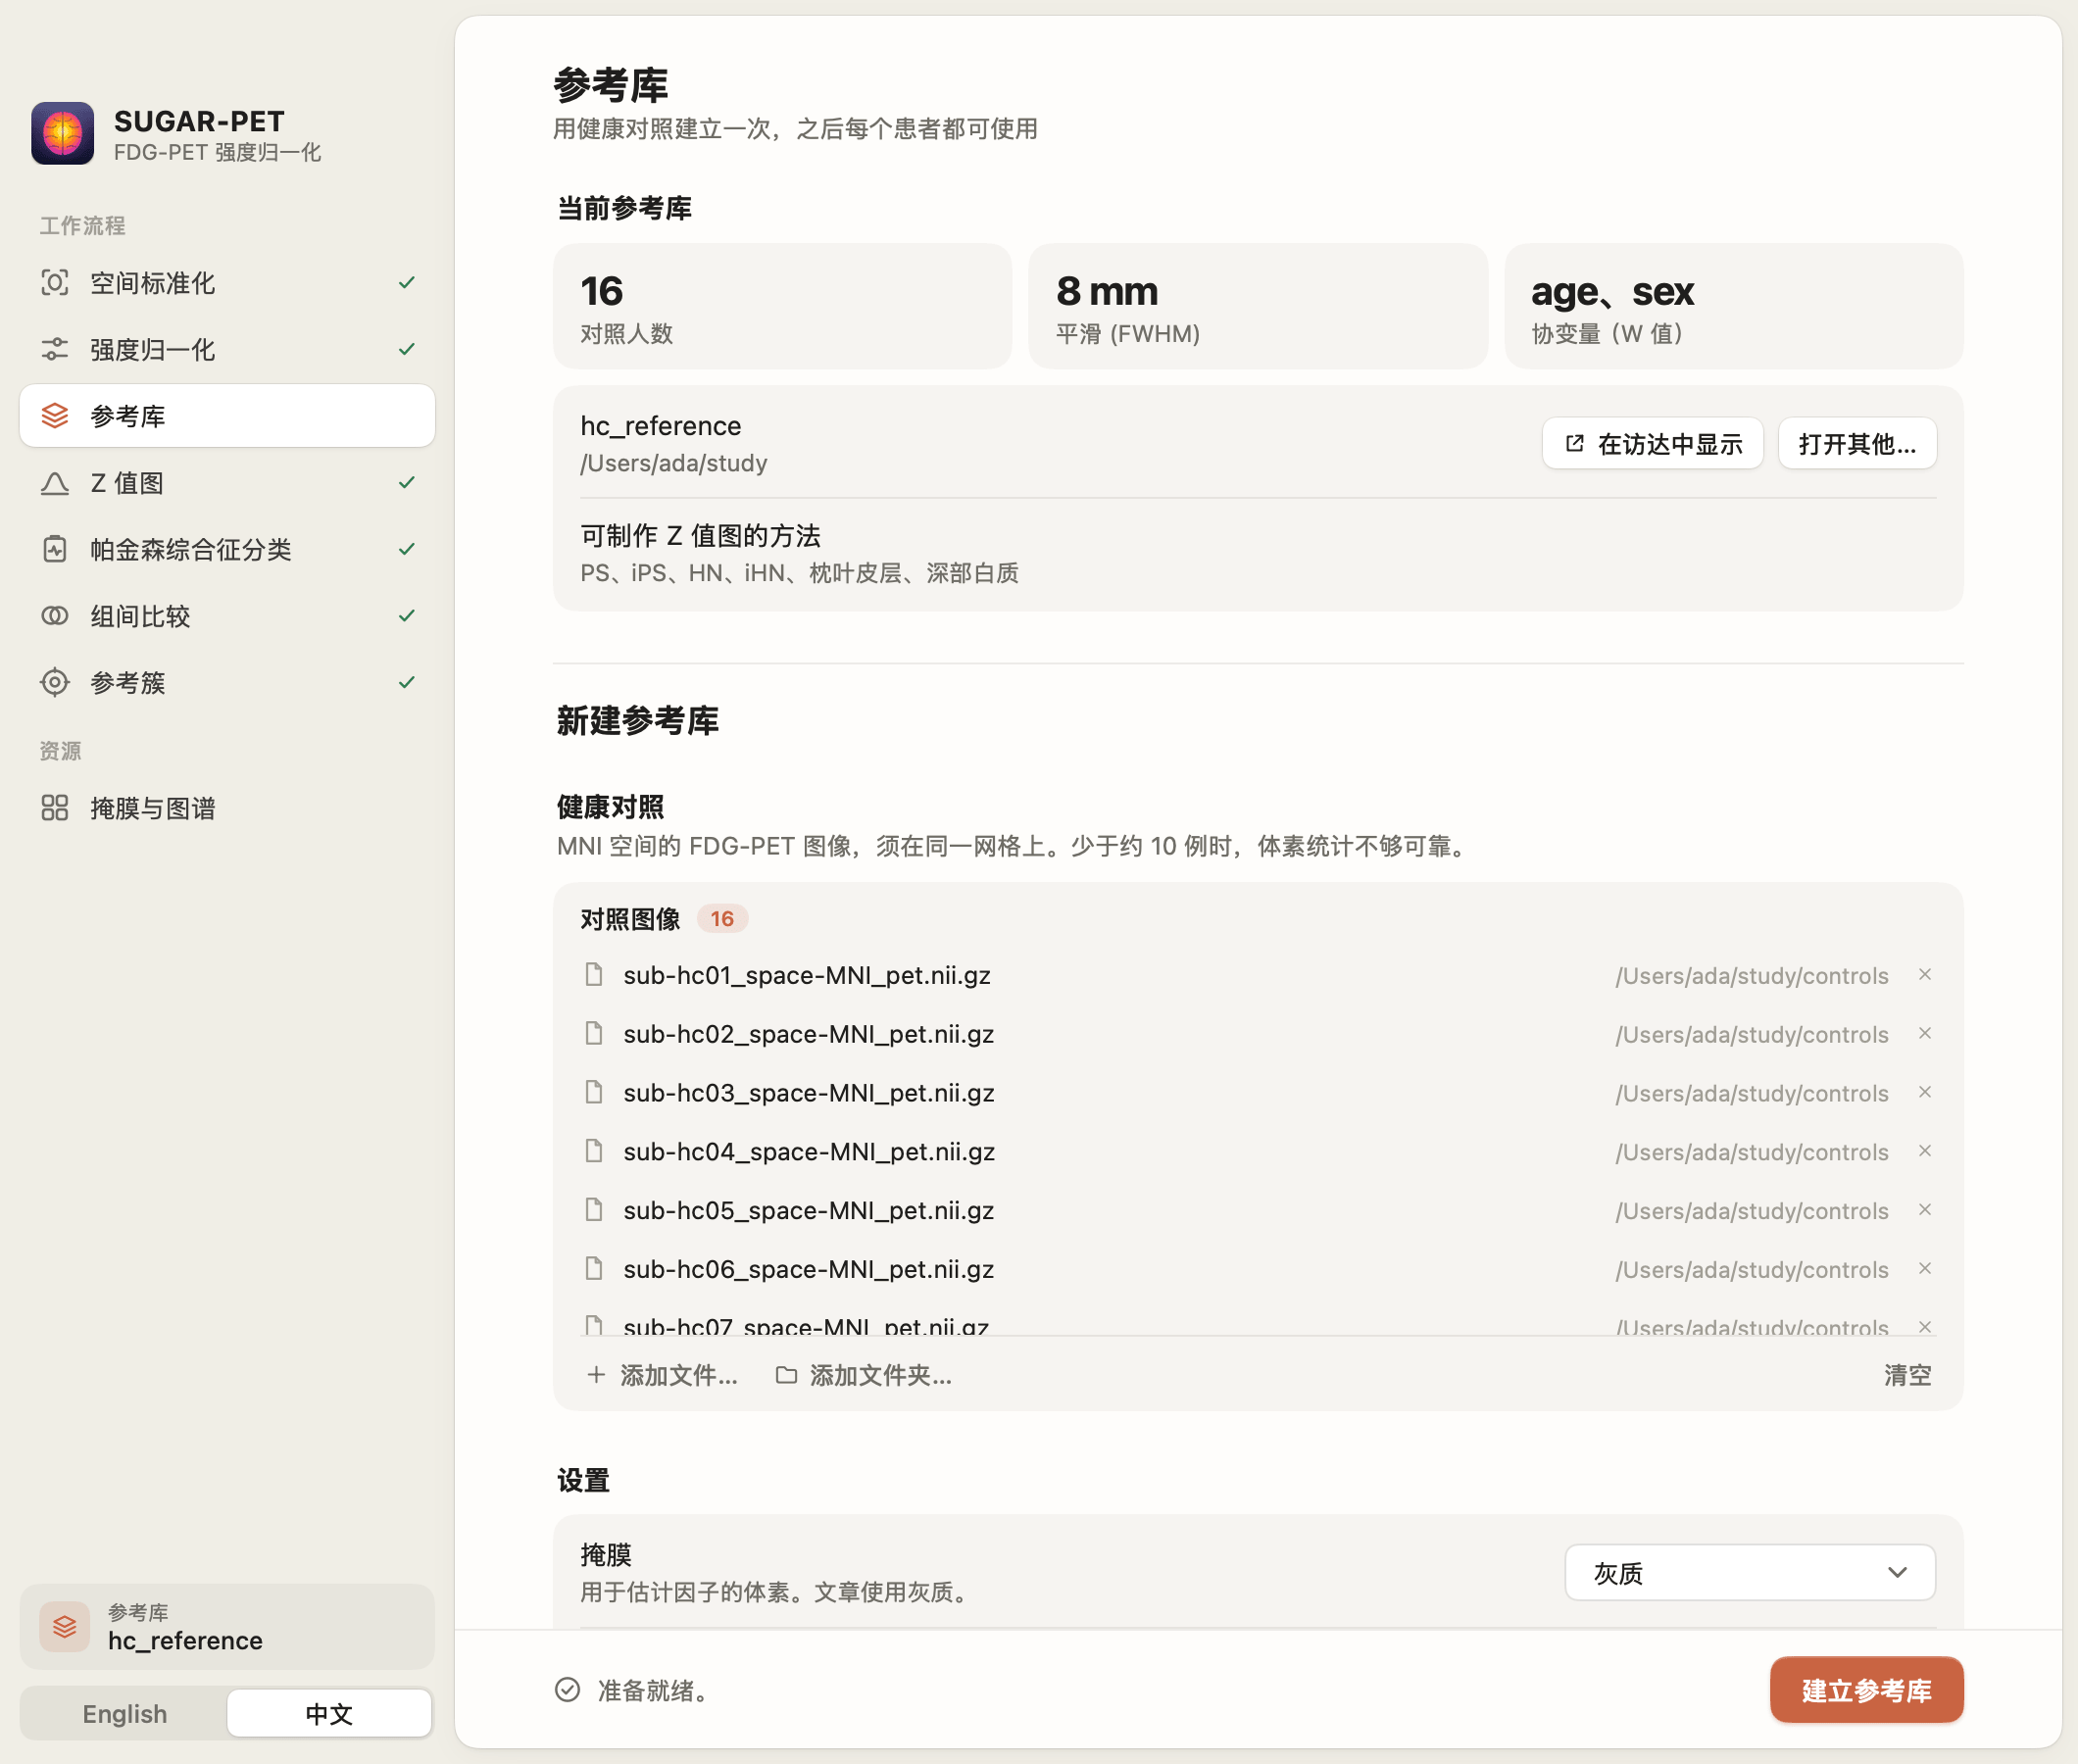 SUGAR-PET
FDG-PET 强度归一化
工作流程
空间标准化
强度归一化
参考库
Z 值图
帕金森综合征分类
组间比较
参考簇
资源
掩膜与图谱
参考库
hc_reference
English
中文
参考库
用健康对照建立一次，之后每个患者都可使用
当前参考库
16
对照人数
8 mm
平滑 (FWHM)
age、sex
协变量（W 值）
hc_reference
/Users/ada/study
在访达中显示
打开其他...
可制作 Z 值图的方法
PS、iPS、HN、iHN、枕叶皮层、深部白质
新建参考库
健康对照
MNI 空间的 FDG-PET 图像，须在同一网格上。少于约 10 例时，体素统计不够可靠。
对照图像 16
sub-hc01_space-MNI_pet.nii.gz /Users/ada/study/controls
sub-hc02_space-MNI_pet.nii.gz /Users/ada/study/controls
sub-hc03_space-MNI_pet.nii.gz /Users/ada/study/controls
sub-hc04_space-MNI_pet.nii.gz /Users/ada/study/controls
sub-hc05_space-MNI_pet.nii.gz /Users/ada/study/controls
sub-hc06_space-MNI_pet.nii.gz /Users/ada/study/controls
sub-hc07_space-MNI_pet.nii.gz /Users/ada/study/controls
添加文件...
添加文件夹...
清空
设置
掩膜
用于估计因子的体素。文章使用灰质。
灰质
准备就绪。
建立参考库